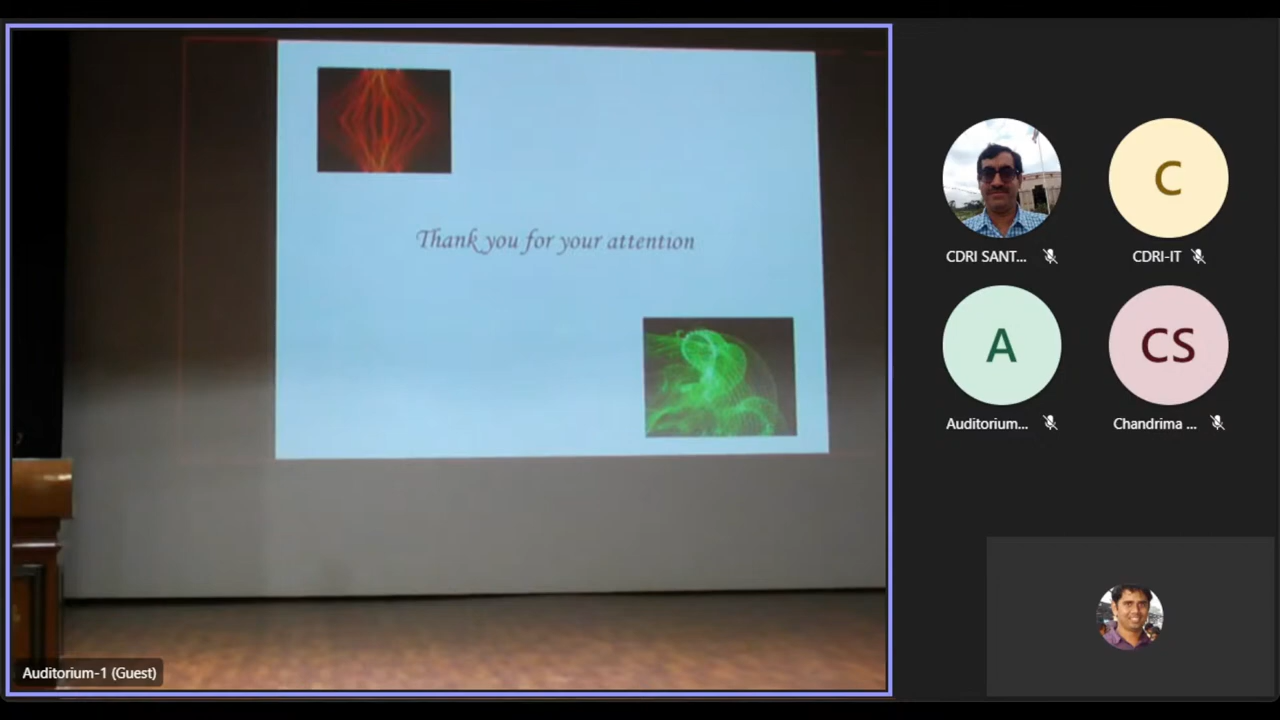 Thank you for your attention
C
CDRI SANT...
CDRI-IT
A
CS
Auditorium...
Chandrima ...
Auditorium-1 (Guest)